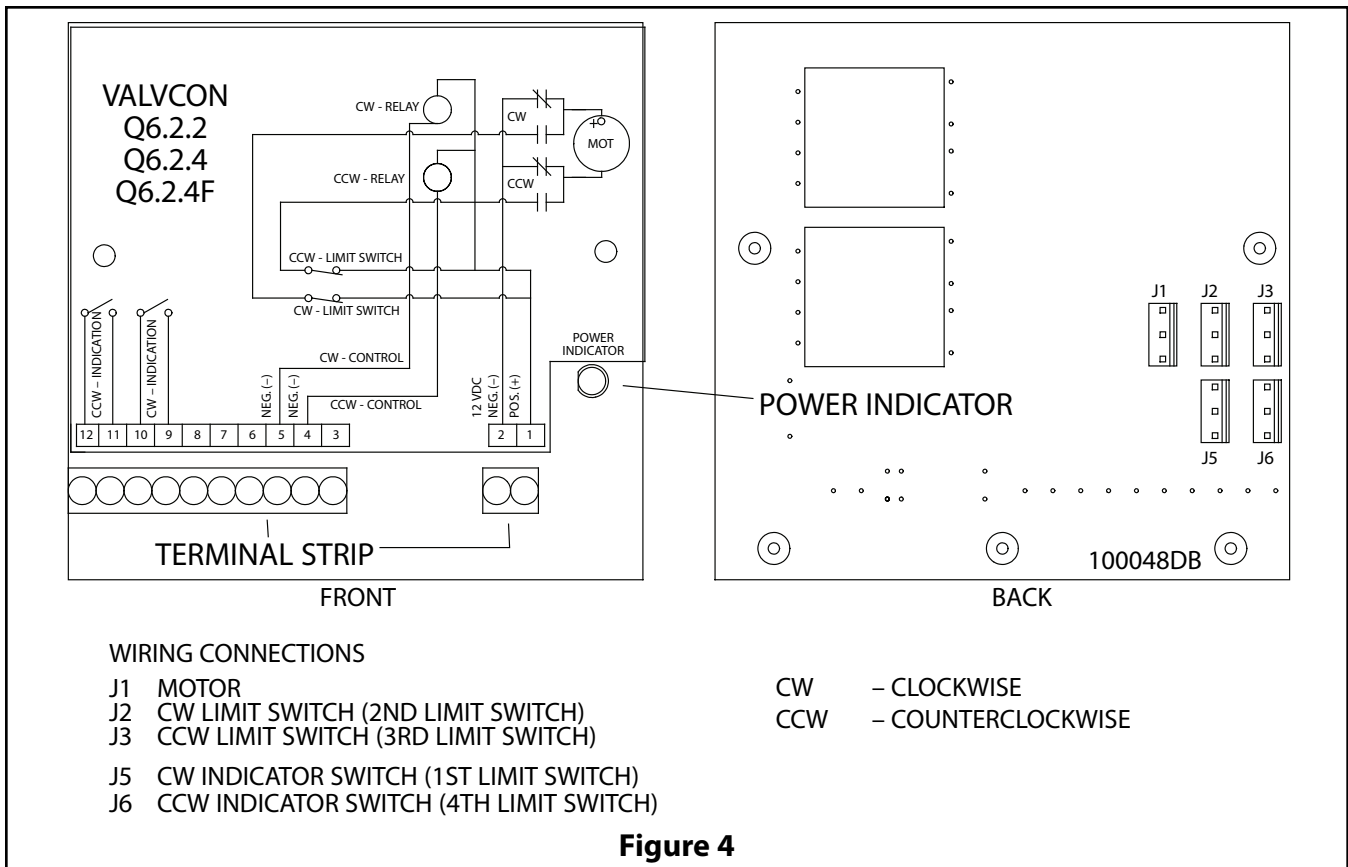 VALVCON
Q6.2.2
Q6.2.4
Q6.2.4F
CW - RELAY
CW
+
MOT
CCW - RELAY
CCW
CCW - LIMIT SWITCH
CW - LIMIT SWITCH
CCW – INDICATION
CW – INDICATION
CW - CONTROL
NEG. (–)
NEG. (–)
CCW - CONTROL
12 VDC
NEG. (–)
POS. (+)
POWER
INDICATOR
12 11 10 9 8 7 6 5 4 3 2 1
POWER INDICATOR
TERMINAL STRIP
FRONT
J1 J2 J3
J5 J6
100048DB
BACK
WIRING CONNECTIONS
J1 MOTOR
J2 CW LIMIT SWITCH (2ND LIMIT SWITCH)
J3 CCW LIMIT SWITCH (3RD LIMIT SWITCH)
J5 CW INDICATOR SWITCH (1ST LIMIT SWITCH)
J6 CCW INDICATOR SWITCH (4TH LIMIT SWITCH)
CW – CLOCKWISE
CCW – COUNTERCLOCKWISE
Figure 4